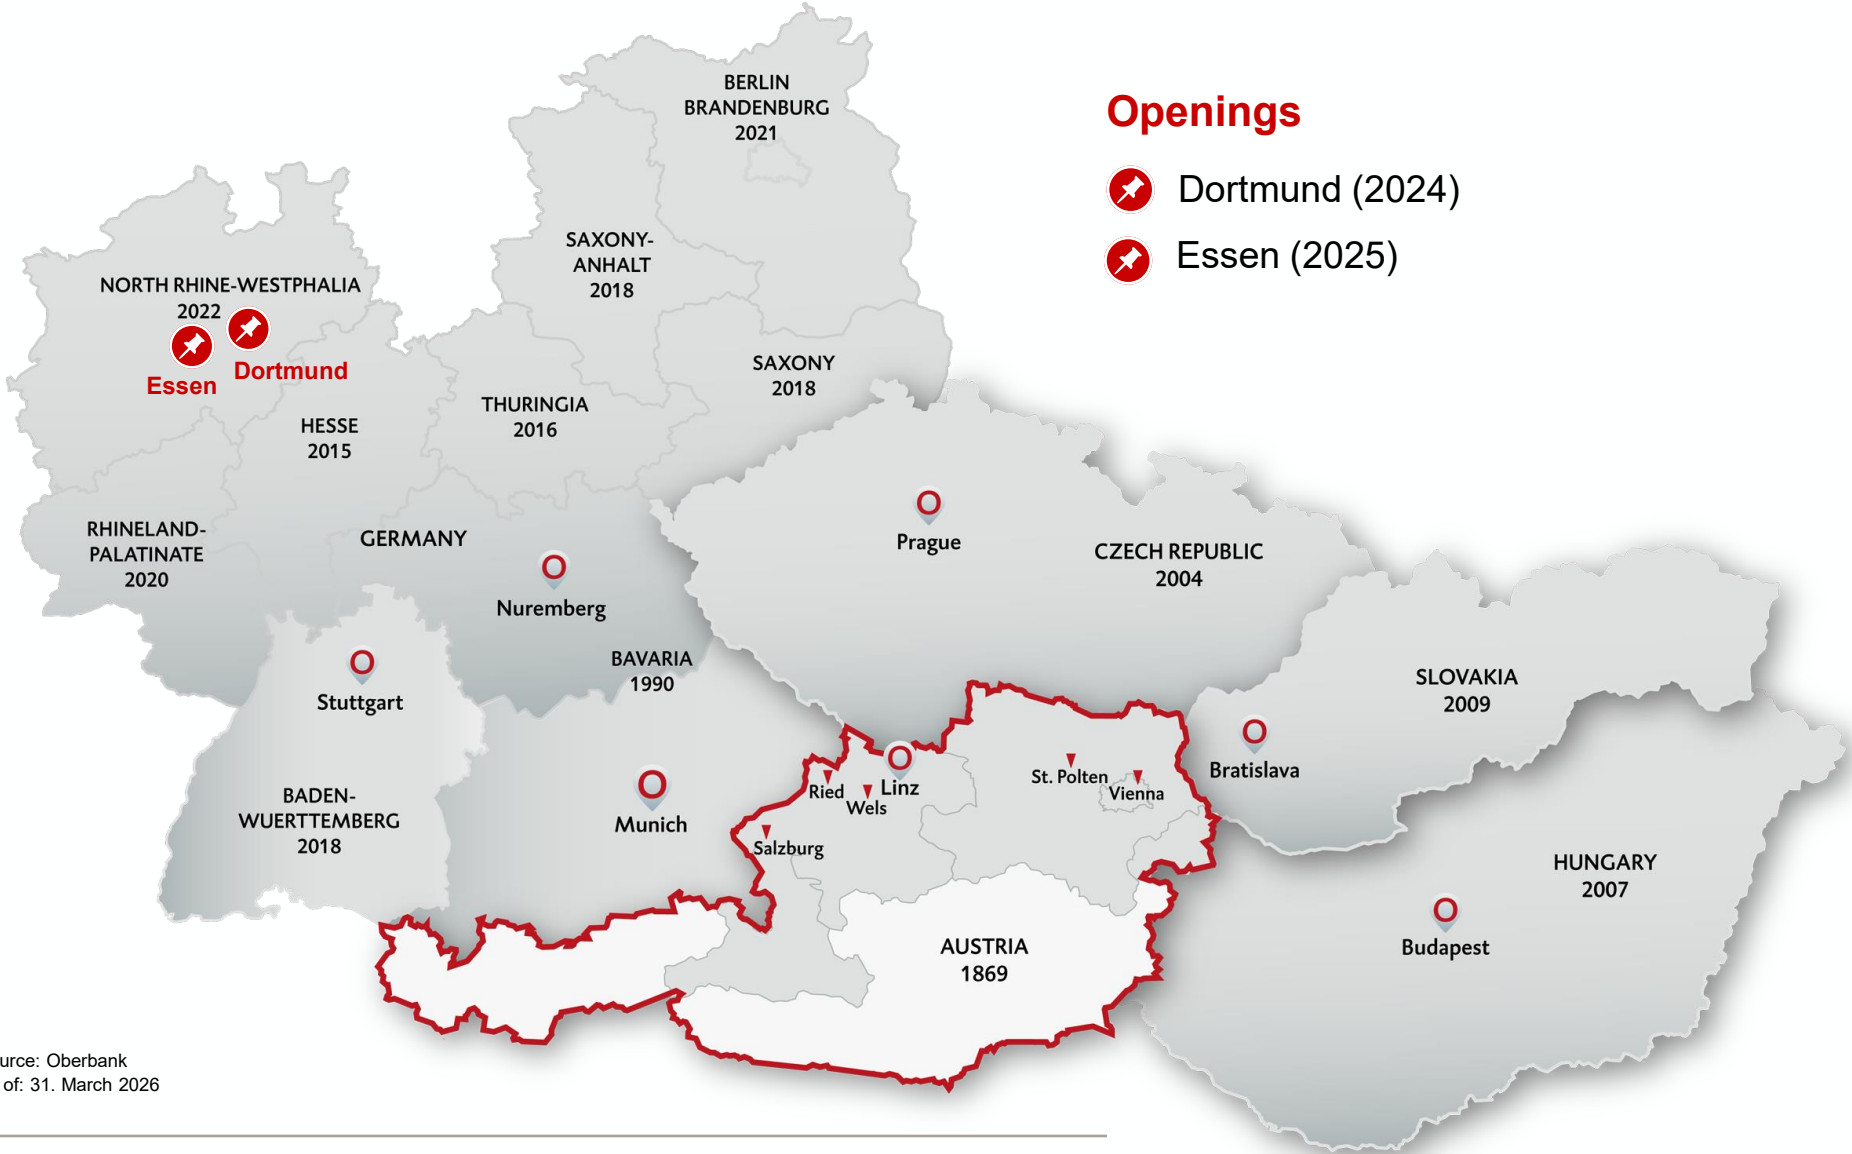 BERLIN
BRANDENBURG
2021
Openings
Dortmund (2024)
Essen (2025)
SAXONY-
ANHALT
2018
NORTH RHINE-WESTPHALIA
2022
Essen
Dortmund
SAXONY
2018
THURINGIA
2016
HESSE
2015
RHINELAND-
PALATINATE
2020
GERMANY
Nuremberg
Prague
CZECH REPUBLIC
2004
BAVARIA
1990
Stuttgart
SLOVAKIA
2009
BADEN-
WUERTTEMBERG
2018
Munich
Ried
Wels
Linz
Salzburg
St. Polten
Vienna
Bratislava
HUNGARY
2007
Budapest
AUSTRIA
1869
urce: Oberbank
of: 31. March 2026